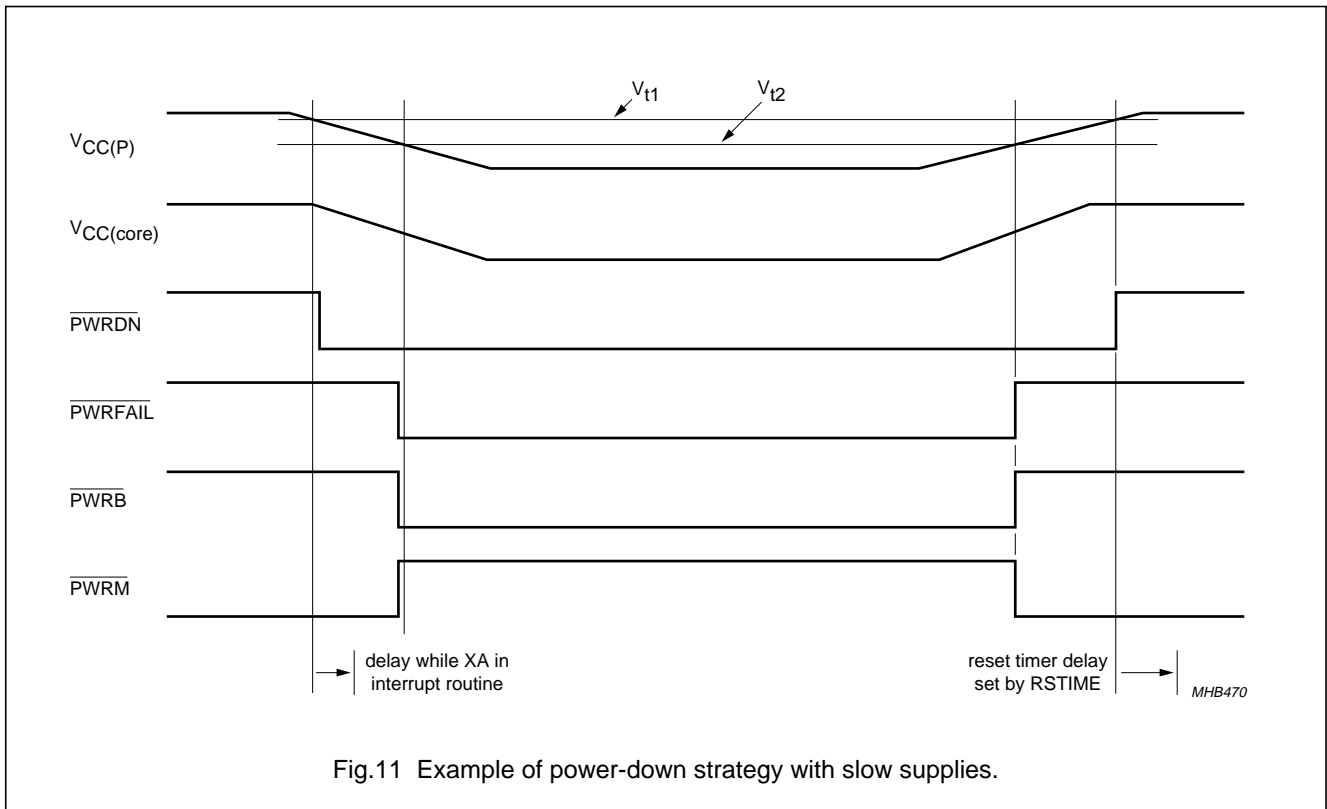 Vt1
Vt2
VCC(P)
VCC(core)
PWRDN
PWRFAIL
PWRB
PWRM
delay while XA in
interrupt routine
reset timer delay
set by RSTIME
MHB470
Fig.11 Example of power-down strategy with slow supplies.